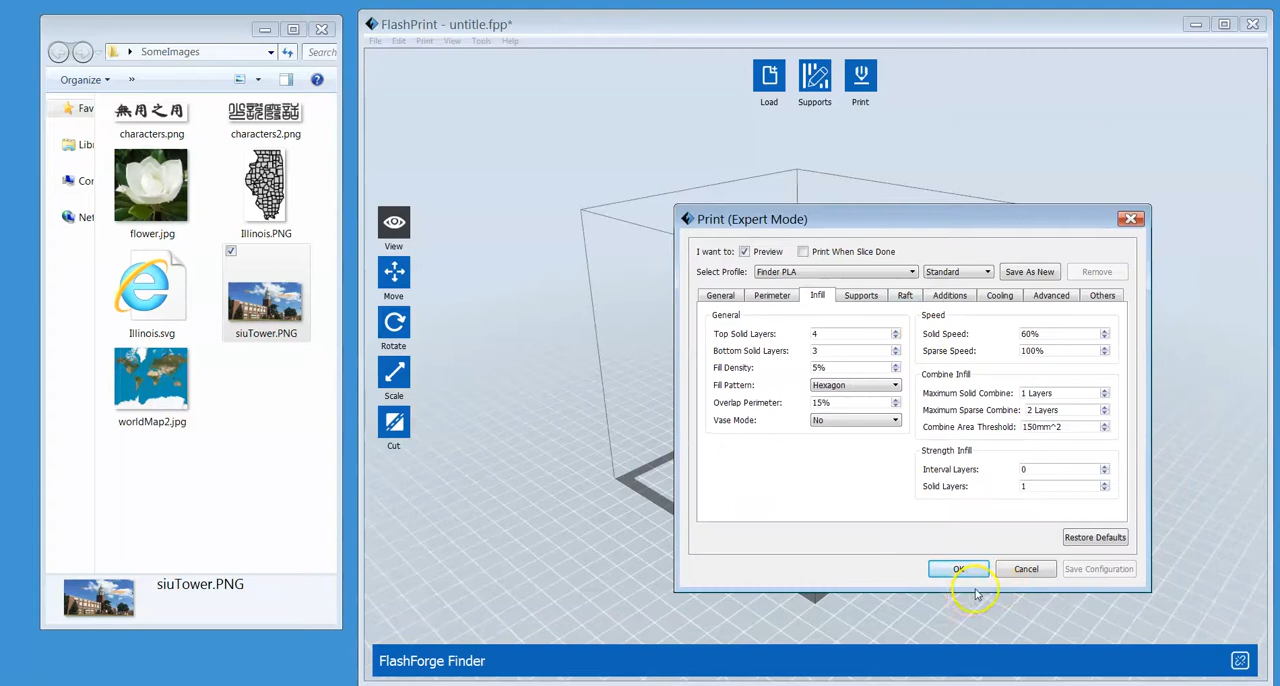 SomeImages
Search
Organize
»
Fav
Libr
Cor
Net
無用之用
characters.png
characters2.png
flower.jpg
Illinois.PNG
Illinois.svg
siuTower.PNG
worldMap2.jpg
siuTower.PNG
FlashPrint - untitle.fpp*
File Edit Print View Tools Help
Load
Supports
Print
View
Move
Rotate
Scale
Cut
Print (Expert Mode)
I want to: Preview Print When Slice Done
Select Profile: Finder PLA Standard Save As New Remove
General Perimeter Infill Supports Raft Additions Cooling Advanced Others
General
Top Solid Layers: 4
Bottom Solid Layers: 3
Fill Density: 5%
Fill Pattern: Hexagon
Overlap Perimeter: 15%
Vase Mode: No
Speed
Solid Speed: 60%
Sparse Speed: 100%
Combine Infill
Maximum Solid Combine: 1 Layers
Maximum Sparse Combine: 2 Layers
Combine Area Threshold: 150mm^2
Strength Infill
Interval Layers: 0
Solid Layers: 1
Restore Defaults
OK Cancel Save Configuration
FlashForge Finder